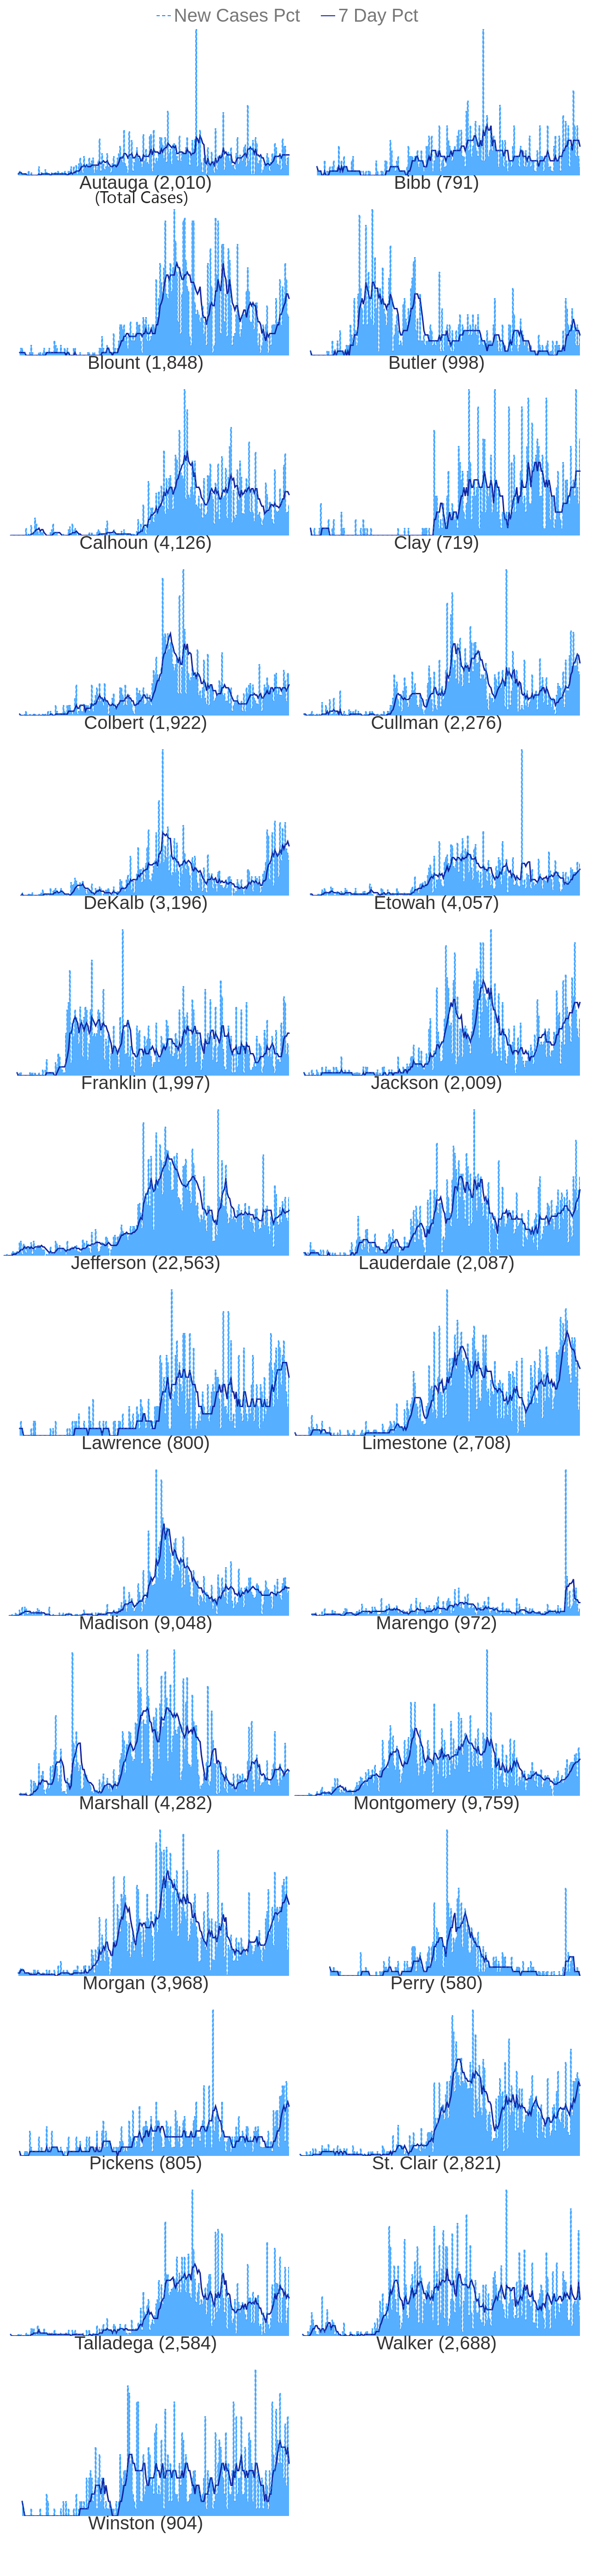 New Cases Pct 7 Day Pct
Autauga (2,010) Bibb (791)
(Total Cases)
Blount (1,848) Butler (998)
Calhoun (4,126) Clay (719)
Colbert (1,922) Cullman (2,276)
DeKalb (3,196) Etowah (4,057)
Franklin (1,997) Jackson (2,009)
Jefferson (22,563) Lauderdale (2,087)
Lawrence (800) Limestone (2,708)
Madison (9,048) Marengo (972)
Marshall (4,282) Montgomery (9,759)
Morgan (3,968) Perry (580)
Pickens (805) St. Clair (2,821)
Talladega (2,584) Walker (2,688)
Winston (904)